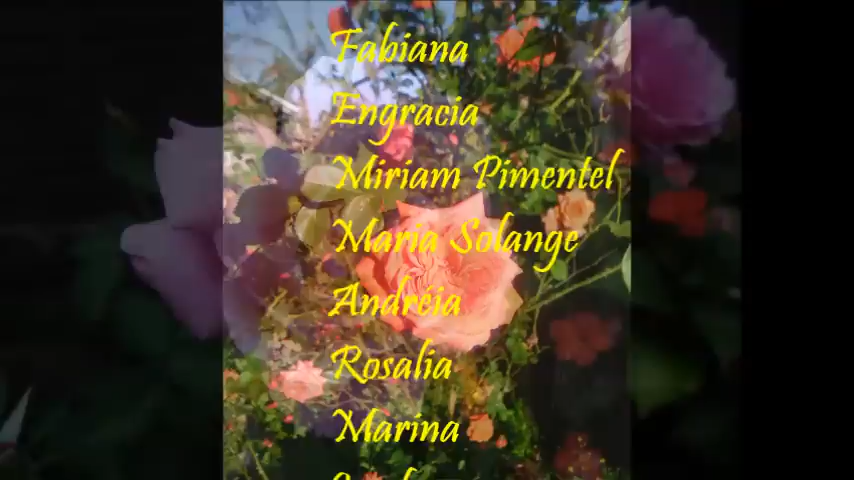 Fabiana
Engracia
Miriam Pimentel
Maria Solange
Andréia
Rosalia
Marina